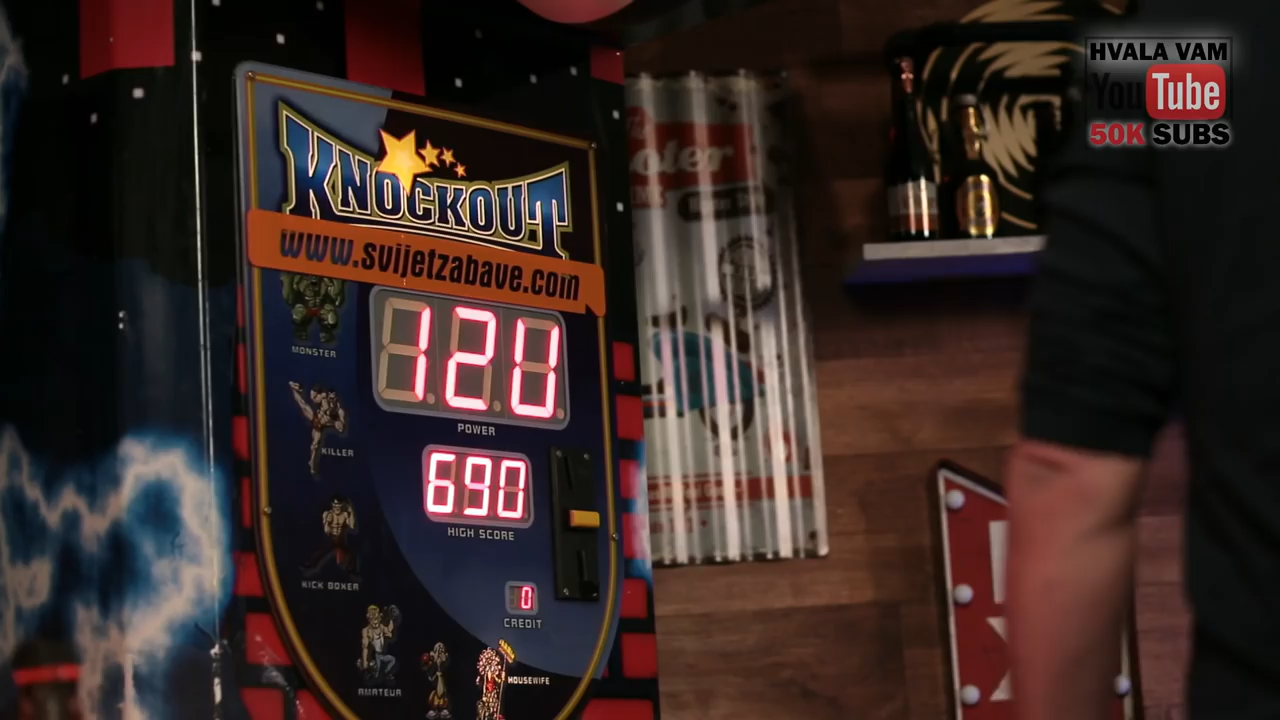 HVALA VAM
YouTube
50K SUBS
KNOCKOUT
www.svijetzabave.com
MONSTER
POWER
KILLER
690
HIGH SCORE
KICK BOXER
0
CREDIT
AMATEUR
HOUSEWIFE